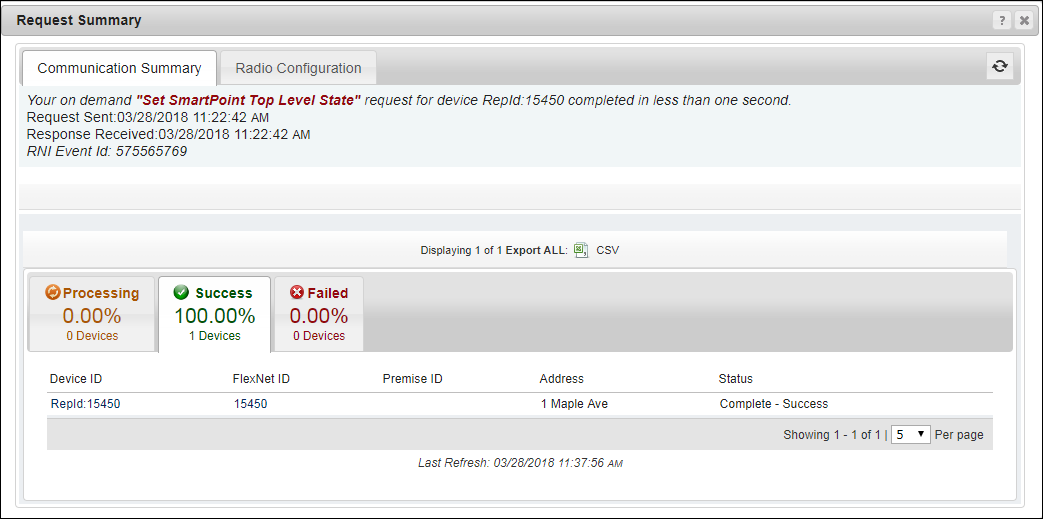 Request Summary
?
Communication Summary
Radio Configuration
Your on demand "Set SmartPoint Top Level State" request for device RepId:15450 completed in less than one second.
Request Sent:03/28/2018 11:22:42 AM
Response Received:03/28/2018 11:22:42 AM
RNI Event Id: 575565769
Displaying 1 of 1 Export ALL: CSV
Processing
0.00%
0 Devices
Success
100.00%
1 Devices
Failed
0.00%
0 Devices
Device ID FlexNet ID Premise ID Address Status
RepId:15450 15450 1 Maple Ave Complete - Success
Showing 1 - 1 of 1 | 5 Per page
Last Refresh: 03/28/2018 11:37:56 AM